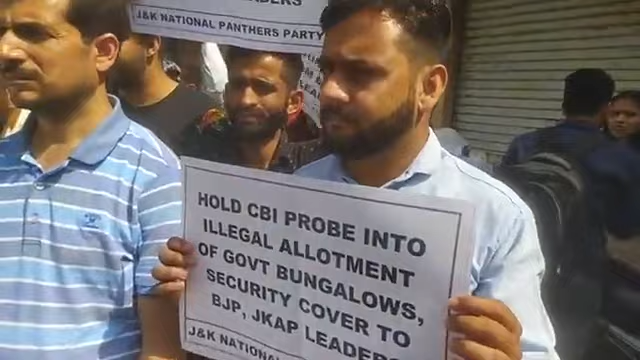 LEADERS
J&K NATIONAL PANTHERS PARTY
HOLD CBI PROBE INTO
ILLEGAL ALLOTMENT
OF GOVT BUNGALOWS,
SECURITY COVER TO
BJP, JKAP LEADERS
J&K NATIONAL